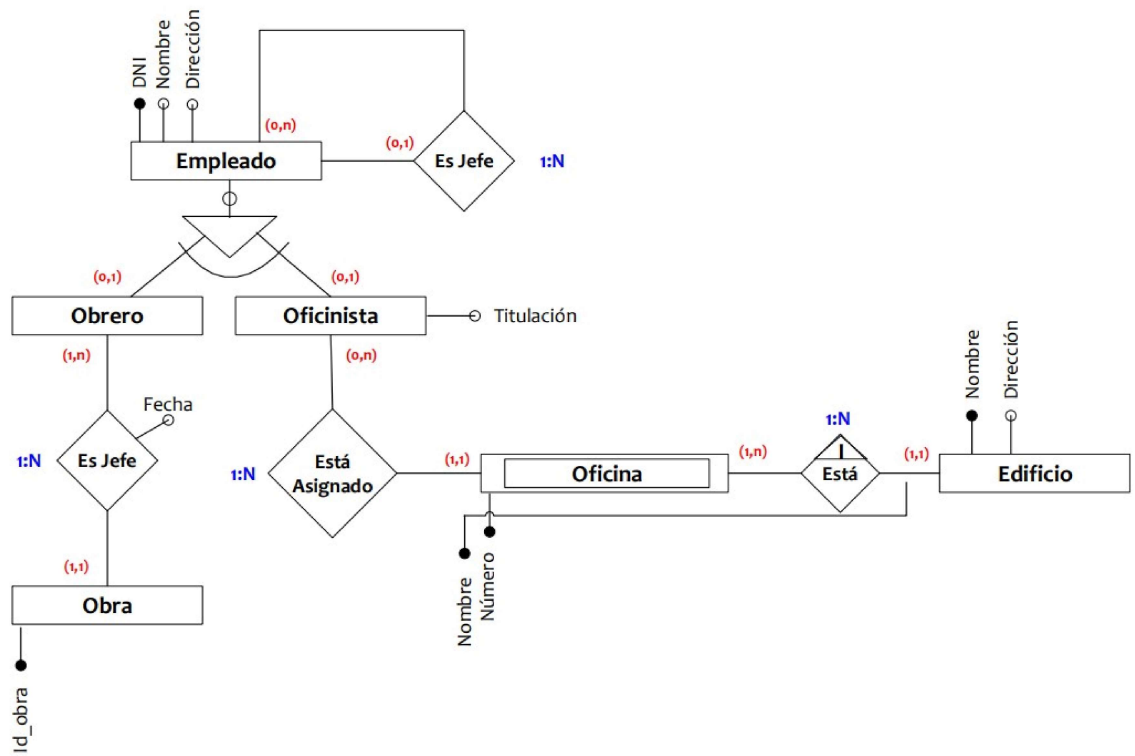 DNI
Nombre
Dirección
(0,n)
(0,1)
Empleado
Es Jefe
1:N
(0,1)
(0,1)
Obrero
Oficinista
Titulación
(1,n)
(0,n)
Nombre
Dirección
Fecha
1:N
1:N
Es Jefe
1:N
Está
Asignado
(1,1)
Oficina
(1,n)
I
Está
(1,1)
Edificio
(1,1)
Obra
Nombre
Número
Id_obra